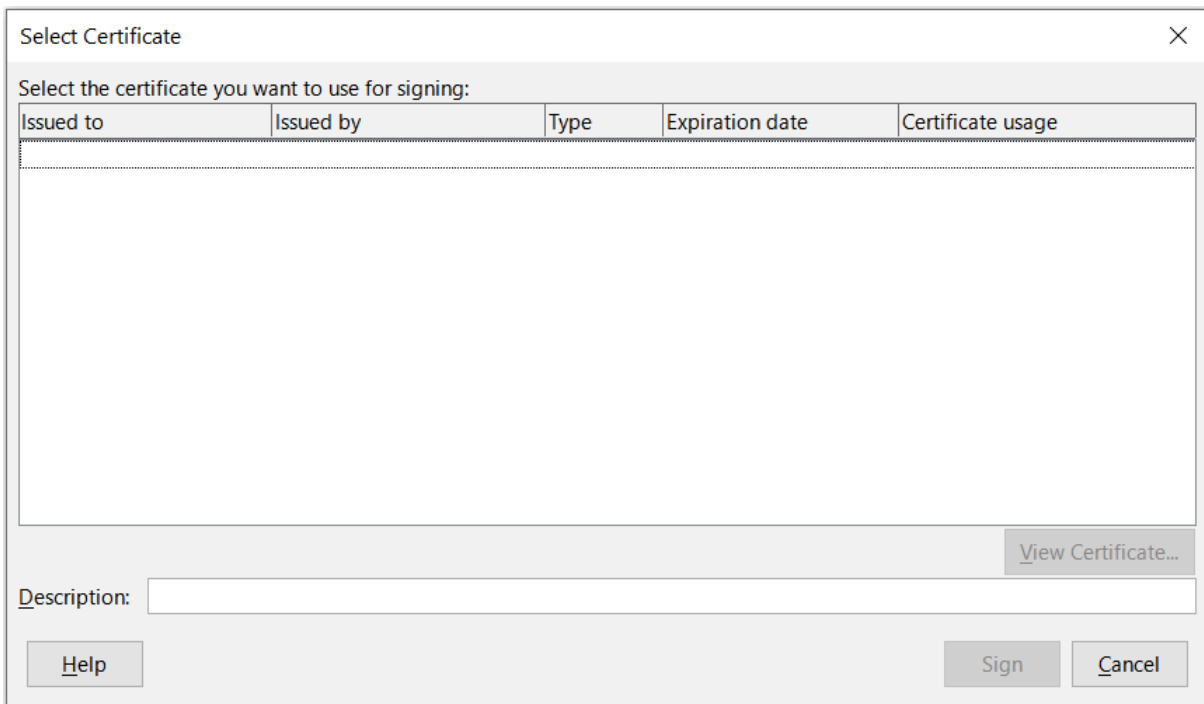 Select Certificate
Select the certificate you want to use for signing:
Issued to Issued by Type Expiration date Certificate usage
View Certificate...
Description:
Help Sign Cancel